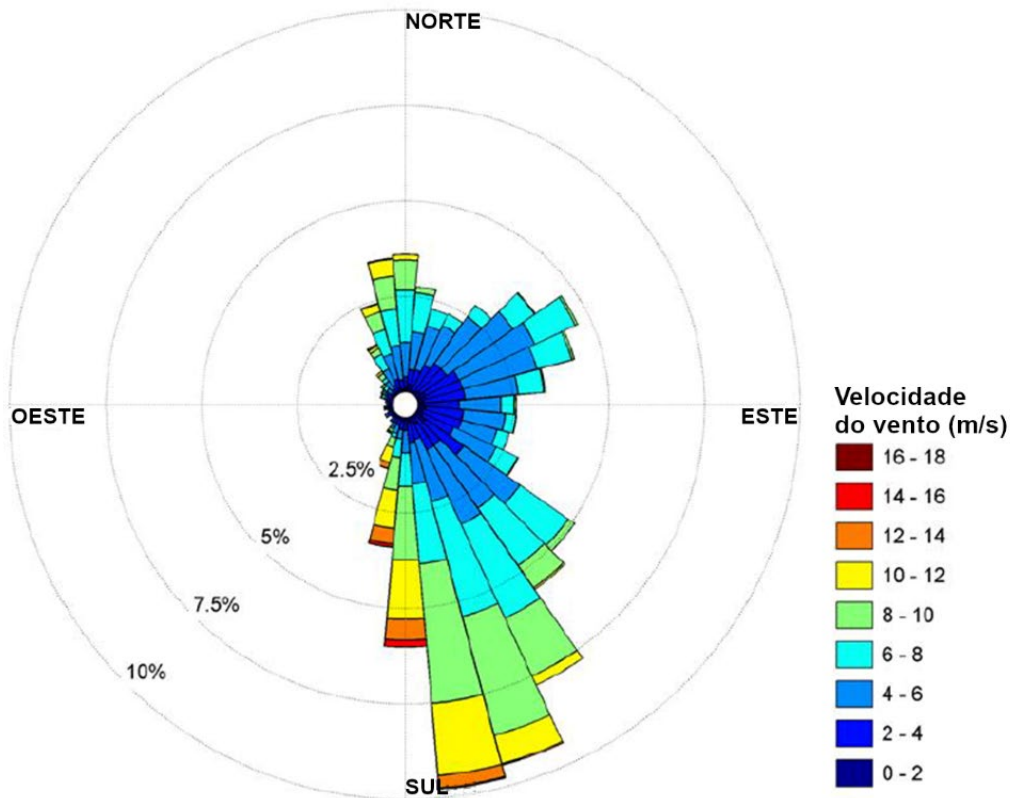 NORTE
OESTE
ESTE
2.5%
5%
7.5%
10%
SUL
Velocidade
do vento (m/s)
16 - 18
14 - 16
12 - 14
10 - 12
8 - 10
6 - 8
4 - 6
2 - 4
0 - 2